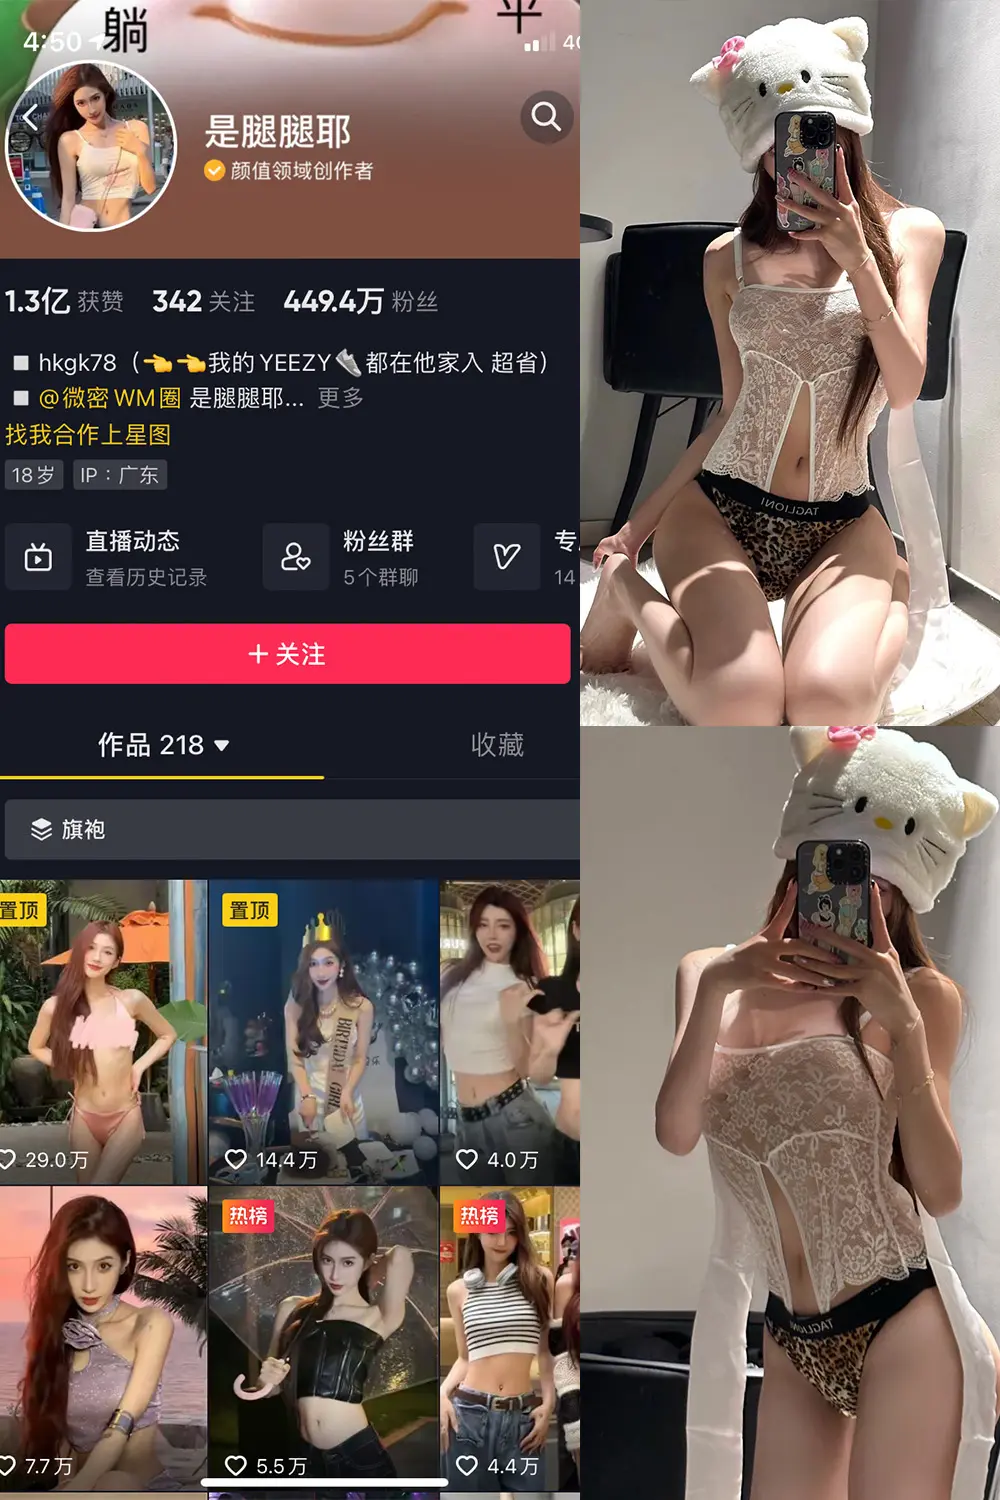 躺 平
4:50
是腿腿耶
颜值领域创作者
1.3亿 获赞 342 关注 449.4万 粉丝
hkgk78（👈👈我的YEEZY👟都在他家入 超省）
@微密WM圈 是腿腿耶... 更多
找我合作上星图
18岁 IP：广东
直播动态 粉丝群 专
查看历史记录 5个群聊 14
+ 关注
作品 218 收藏
旗袍
置顶 置顶
BIRTHDAY GIRL
29.0万 14.4万 4.0万
热榜 热榜
7.7万 5.5万 4.4万
TAGLIONI
TAGLIONI